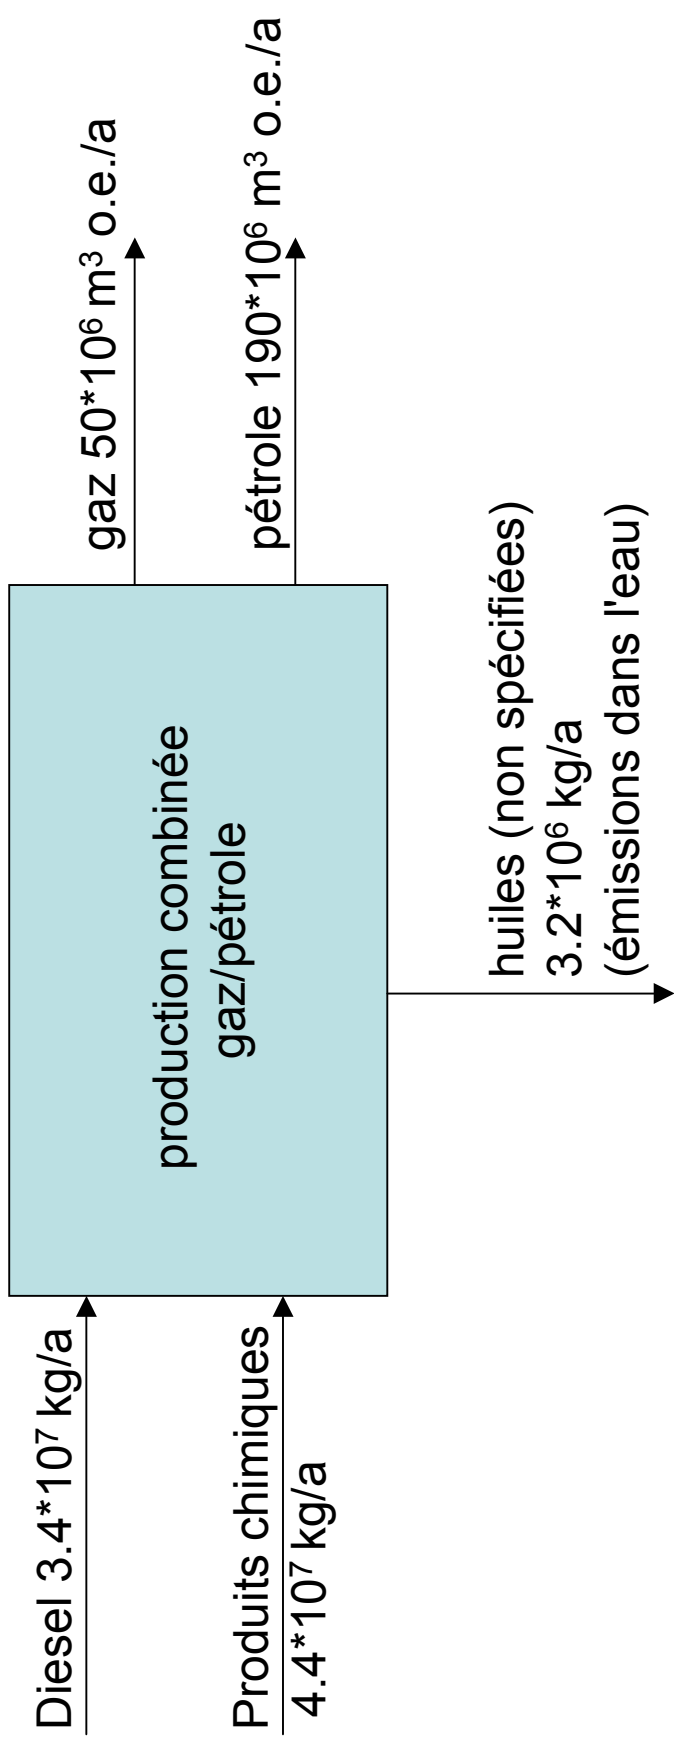 Diesel 3.4*10⁷ kg/a
Produits chimiques
4.4*10⁷ kg/a
production combinée
gaz/pétrole
gaz 50*10⁶ m³ o.e./a
pétrole 190*10⁶ m³ o.e./a
huiles (non spécifiées)
3.2*10⁶ kg/a
(émissions dans l'eau)